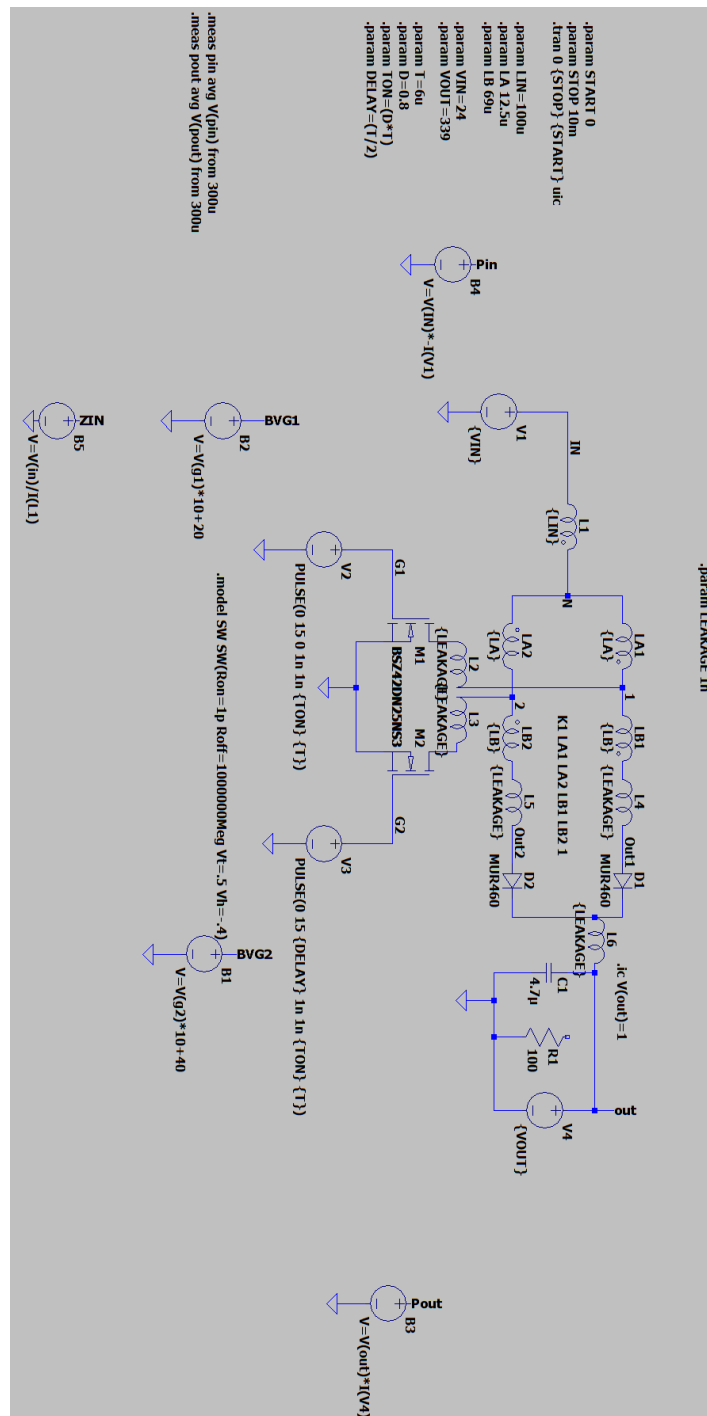 .param START 0
.param STOP 10m
.tran 0 {STOP} {START} uic
.param LIN=100u
.param LA 12.5u
.param LB 69u
.param VIN=24
.param VOUT=339
.param T=6u
.param D=0.8
.param TON=(D*T)
.param DELAY=(T/2)
.meas pin avg V(pin) from 300u
.meas pout avg V(pout) from 300u
.param LEAKAGE 1n
Pin
B4
V=V(IN)*-I(V1)
V1
{VIN}
IN
L1
{LIN}
N
LA1
{LA}
LA2
{LA}
1
2
LB1
{LB}
LB2
{LB}
K1 LA1 LA2 LB1 LB2 1
L4
{LEAKAGE}
L5
{LEAKAGE}
Out1
Out2
D1
MUR460
D2
MUR460
L6
{LEAKAGE}
.ic V(out)=1
C1
4.7µ
R1
100
V4
{VOUT}
out
L2
{LEAKAGE}
L3
{LEAKAGE}
M1
BSZ42DN25NS3
M2
G1
G2
V2
PULSE(0 15 0 1n 1n {TON} {T})
V3
PULSE(0 15 {DELAY} 1n 1n {TON} {T})
.model SW SW(Ron=1p Roff=1000000Meg Vt=.5 Vh=-.4)
BVG1
B2
V=V(g1)*10+20
BVG2
B1
V=V(g2)*10+40
ZIN
B5
V=V(in)/I(L1)
Pout
B3
V=V(out)*I(V4)